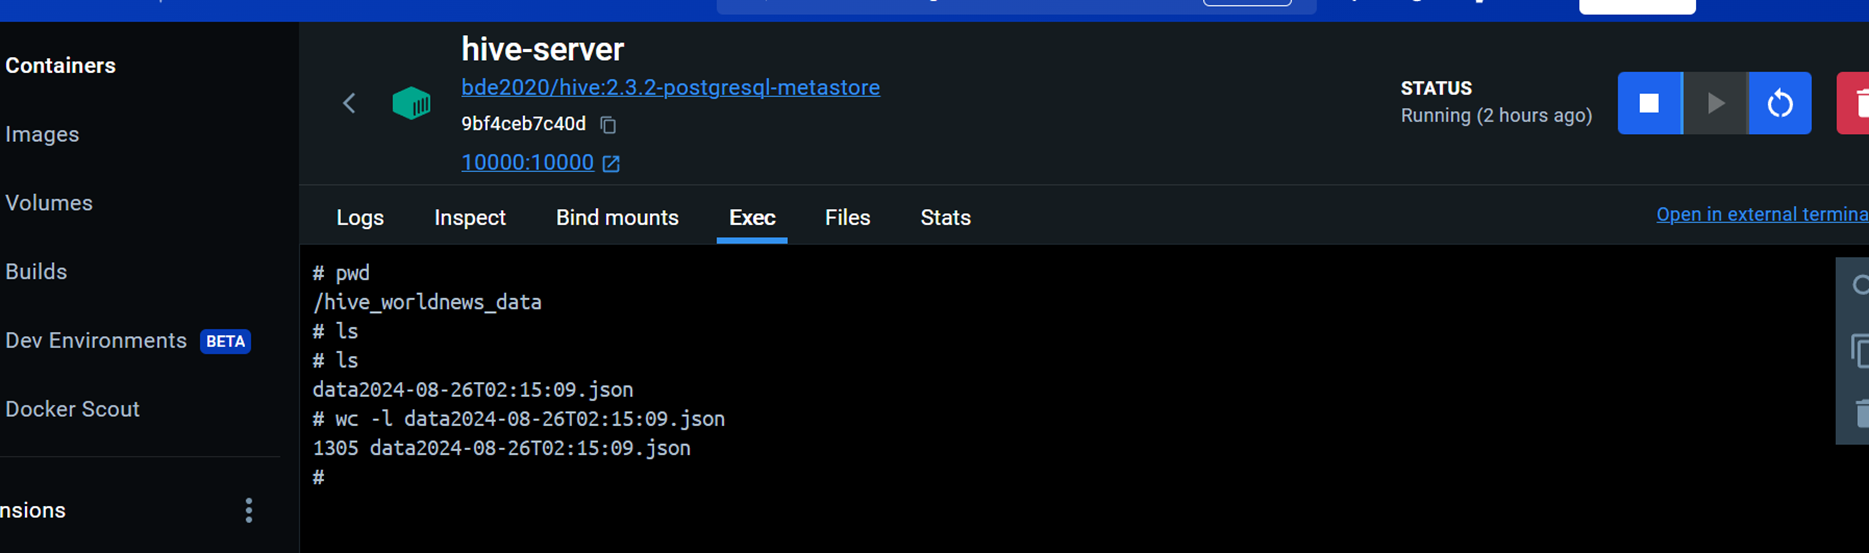 Containers
Images
Volumes
Builds
Dev Environments BETA
Docker Scout
nsions
hive-server
bde2020/hive:2.3.2-postgresql-metastore
9bf4ceb7c40d
10000:10000
STATUS
Running (2 hours ago)
Logs Inspect Bind mounts Exec Files Stats
Open in external termina
# pwd
/hive_worldnews_data
# ls
# ls
data2024-08-26T02:15:09.json
# wc -l data2024-08-26T02:15:09.json
1305 data2024-08-26T02:15:09.json
#